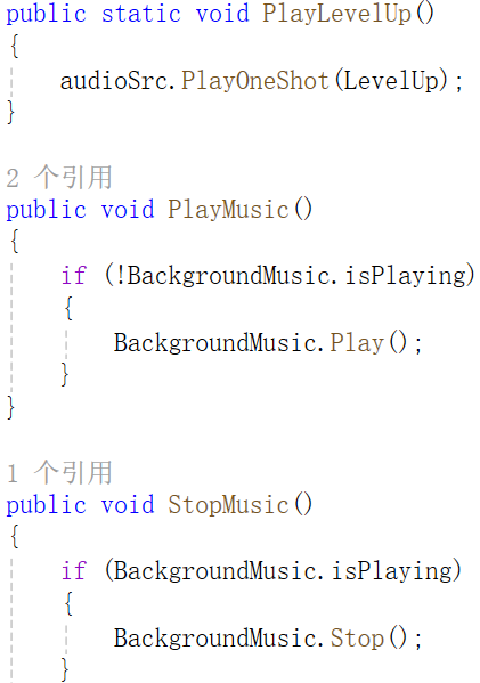 public static void PlayLevelUp()
{
    audioSrc.PlayOneShot(LevelUp);
}
2 个引用
public void PlayMusic()
{
    if (!BackgroundMusic.isPlaying)
    {
        BackgroundMusic.Play();
    }
}
1 个引用
public void StopMusic()
{
    if (BackgroundMusic.isPlaying)
    {
        BackgroundMusic.Stop();
    }